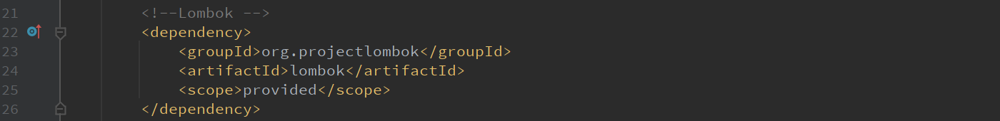 21 <!--Lombok -->
22 <dependency>
23 <groupId>org.projectlombok</groupId>
24 <artifactId>lombok</artifactId>
25 <scope>provided</scope>
26 </dependency>